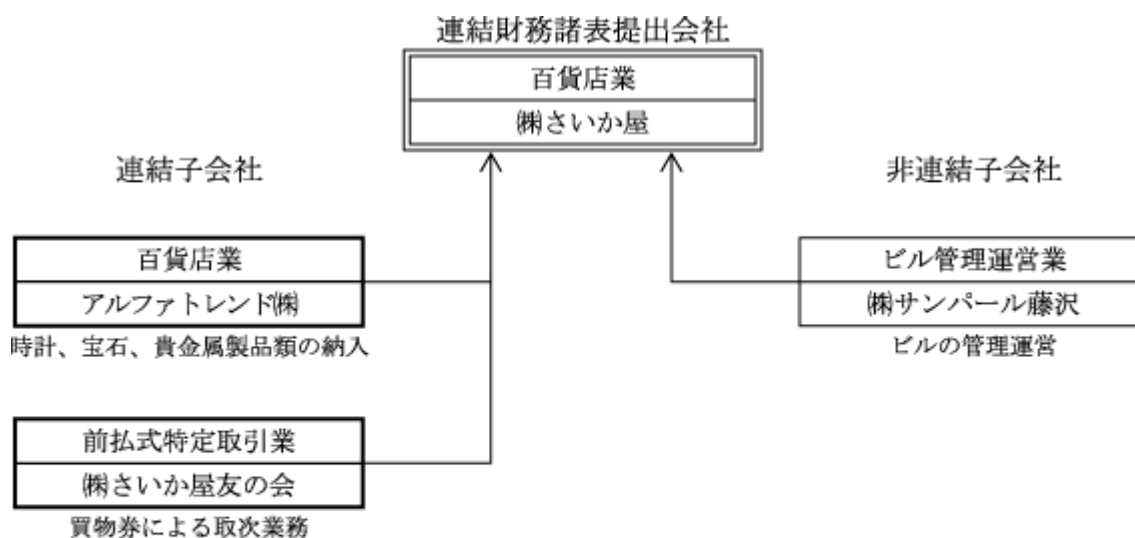 連結財務諸表提出会社
百貨店業
㈱さいか屋
連結子会社
非連結子会社
百貨店業
アルファトレンド㈱
時計、宝石、貴金属製品類の納入
ビル管理運営業
㈱サンパール藤沢
ビルの管理運営
前払式特定取引業
㈱さいか屋友の会
買物券による取次業務